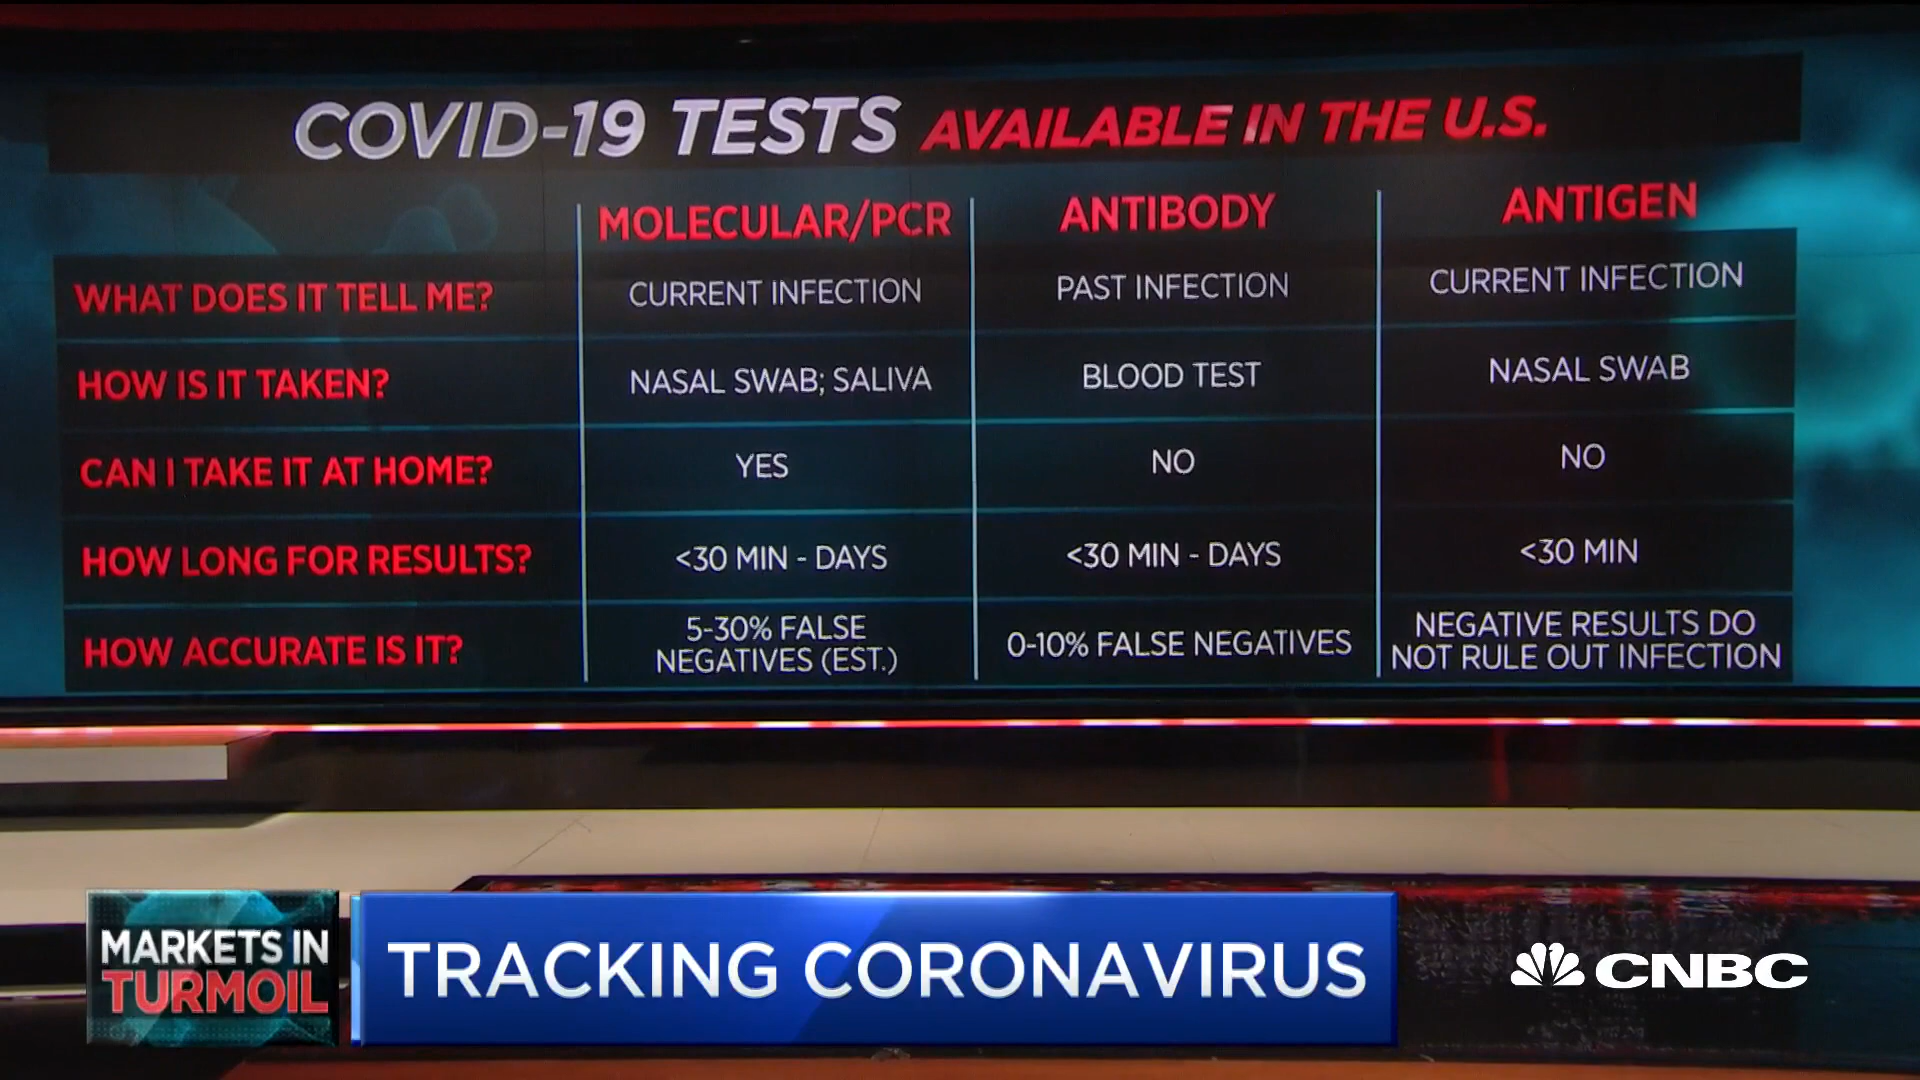 COVID-19 TESTS AVAILABLE IN THE U.S.
MOLECULAR/PCR ANTIBODY ANTIGEN
WHAT DOES IT TELL ME? CURRENT INFECTION PAST INFECTION CURRENT INFECTION
HOW IS IT TAKEN? NASAL SWAB; SALIVA BLOOD TEST NASAL SWAB
CAN I TAKE IT AT HOME? YES NO NO
HOW LONG FOR RESULTS? <30 MIN - DAYS <30 MIN - DAYS <30 MIN
HOW ACCURATE IS IT? 5-30% FALSE NEGATIVES (EST.) 0-10% FALSE NEGATIVES NEGATIVE RESULTS DO NOT RULE OUT INFECTION
MARKETS IN
TURMOIL
TRACKING CORONAVIRUS
CNBC